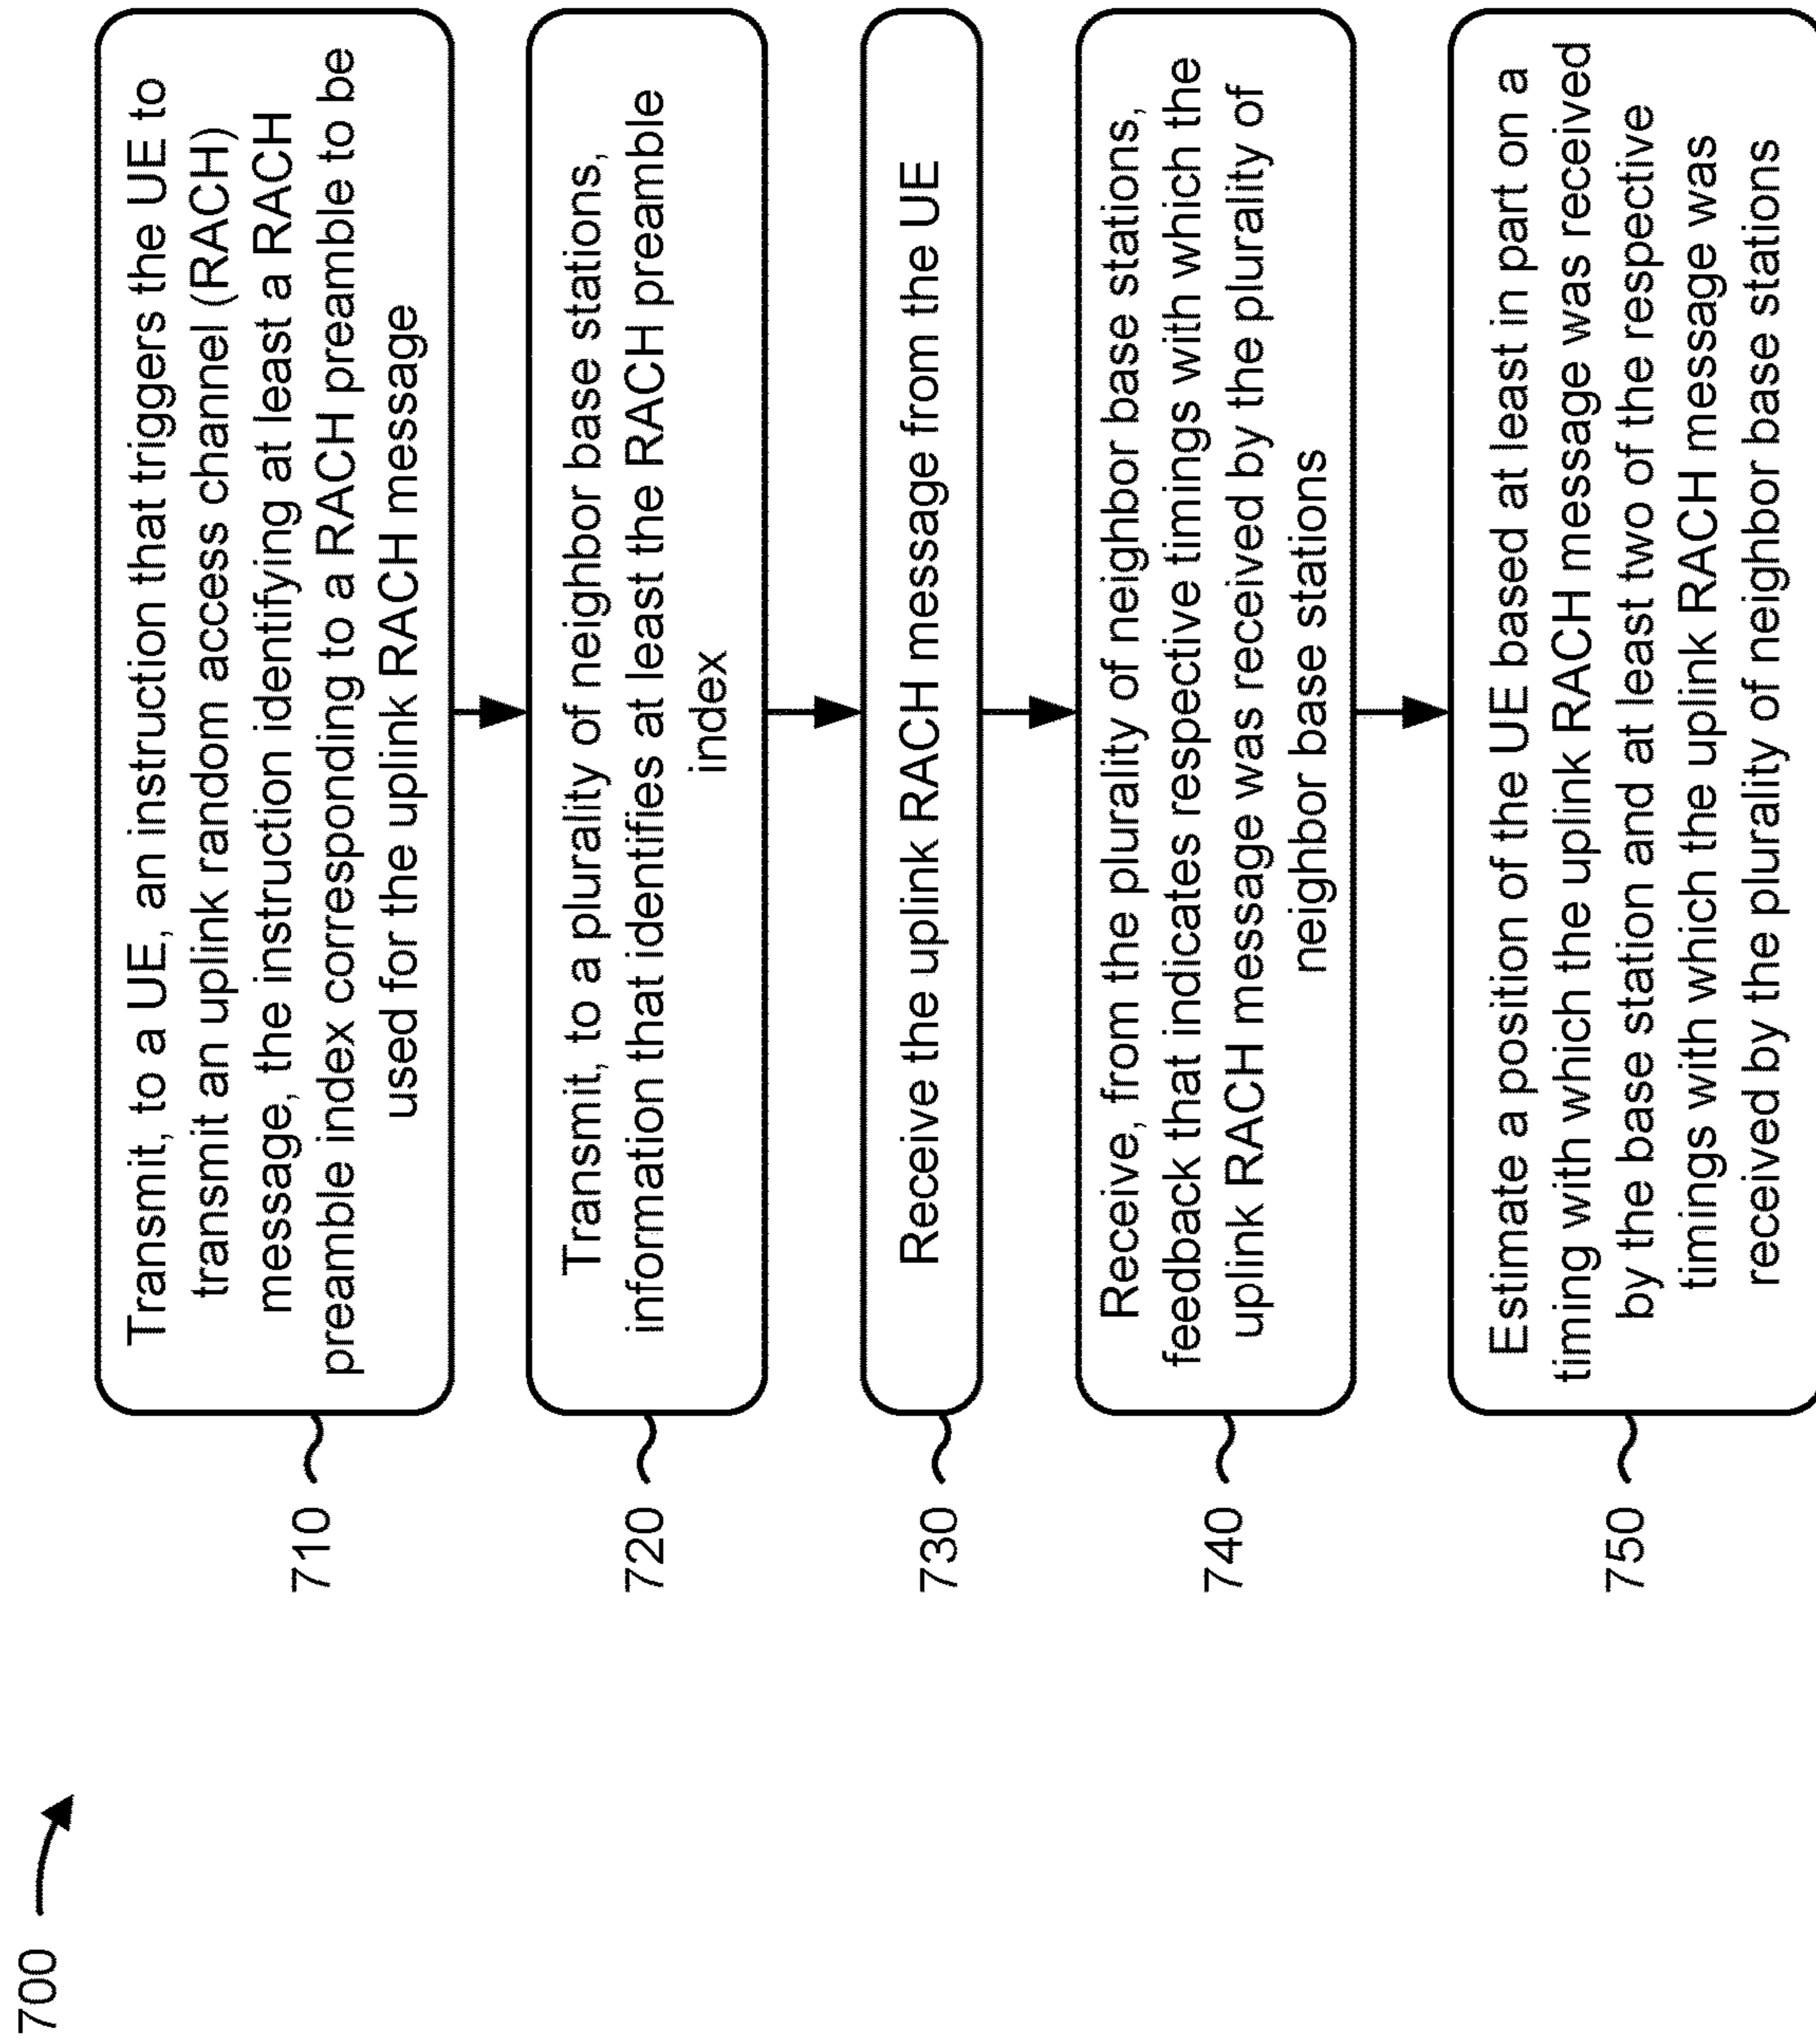 700
710
Transmit, to a UE, an instruction that triggers the UE to
transmit an uplink random access channel (RACH)
message, the instruction identifying at least a RACH
preamble index corresponding to a RACH preamble to be
used for the uplink RACH message
720
Transmit, to a plurality of neighbor base stations,
information that identifies at least the RACH preamble
index
730
Receive the uplink RACH message from the UE
740
Receive, from the plurality of neighbor base stations,
feedback that indicates respective timings with which the
uplink RACH message was received by the plurality of
neighbor base stations
750
Estimate a position of the UE based at least in part on a
timing with which the uplink RACH message was received
by the base station and at least two of the respective
timings with which the uplink RACH message was
received by the plurality of neighbor base stations